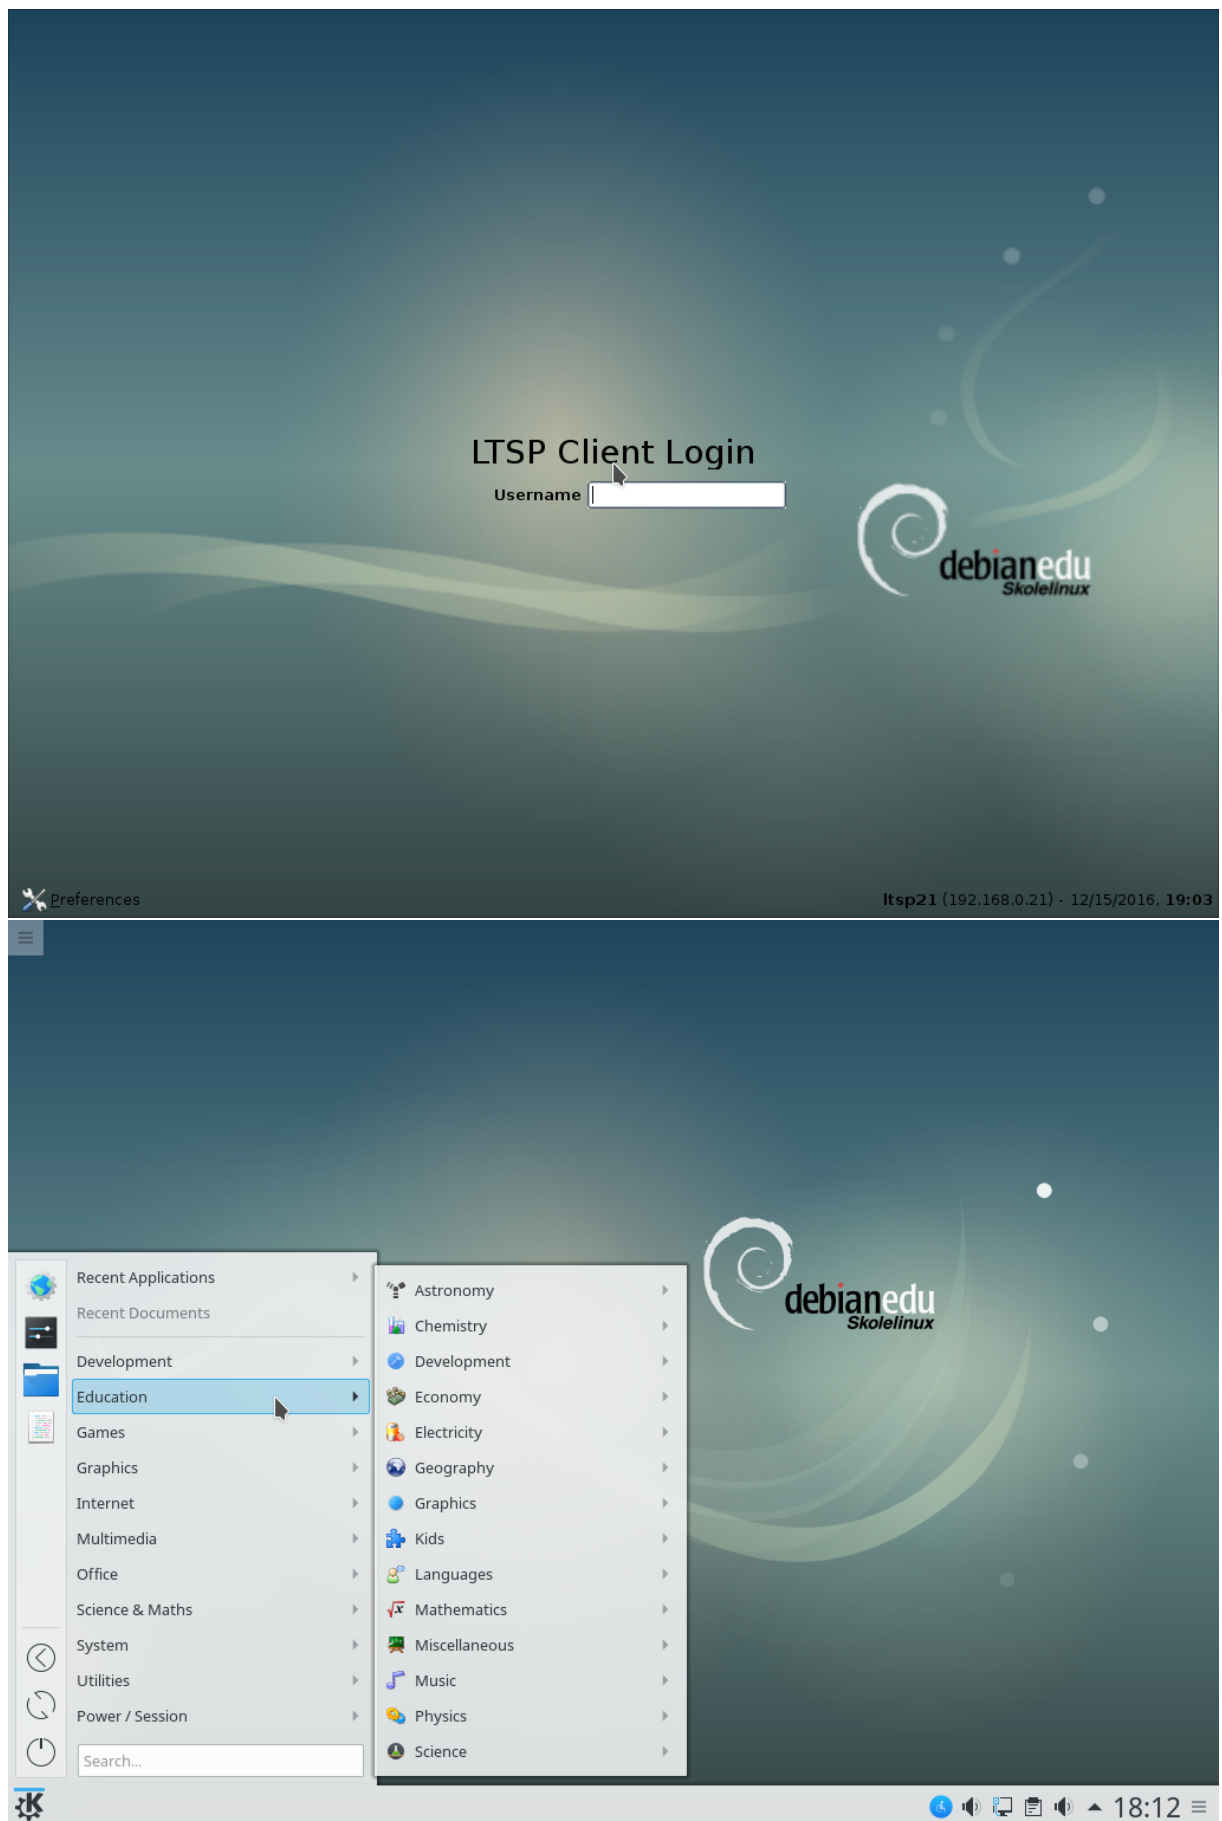 LTSP Client Login
Username
debianedu
Skolelinux
Preferences
ltsp21 (192.168.0.21) - 12/15/2016, 19:03
debianedu
Skolelinux
Recent Applications
Recent Documents
Development
Education
Games
Graphics
Internet
Multimedia
Office
Science & Maths
System
Utilities
Power / Session
Search...
Astronomy
Chemistry
Development
Economy
Electricity
Geography
Graphics
Kids
Languages
Mathematics
Miscellaneous
Music
Physics
Science
18:12